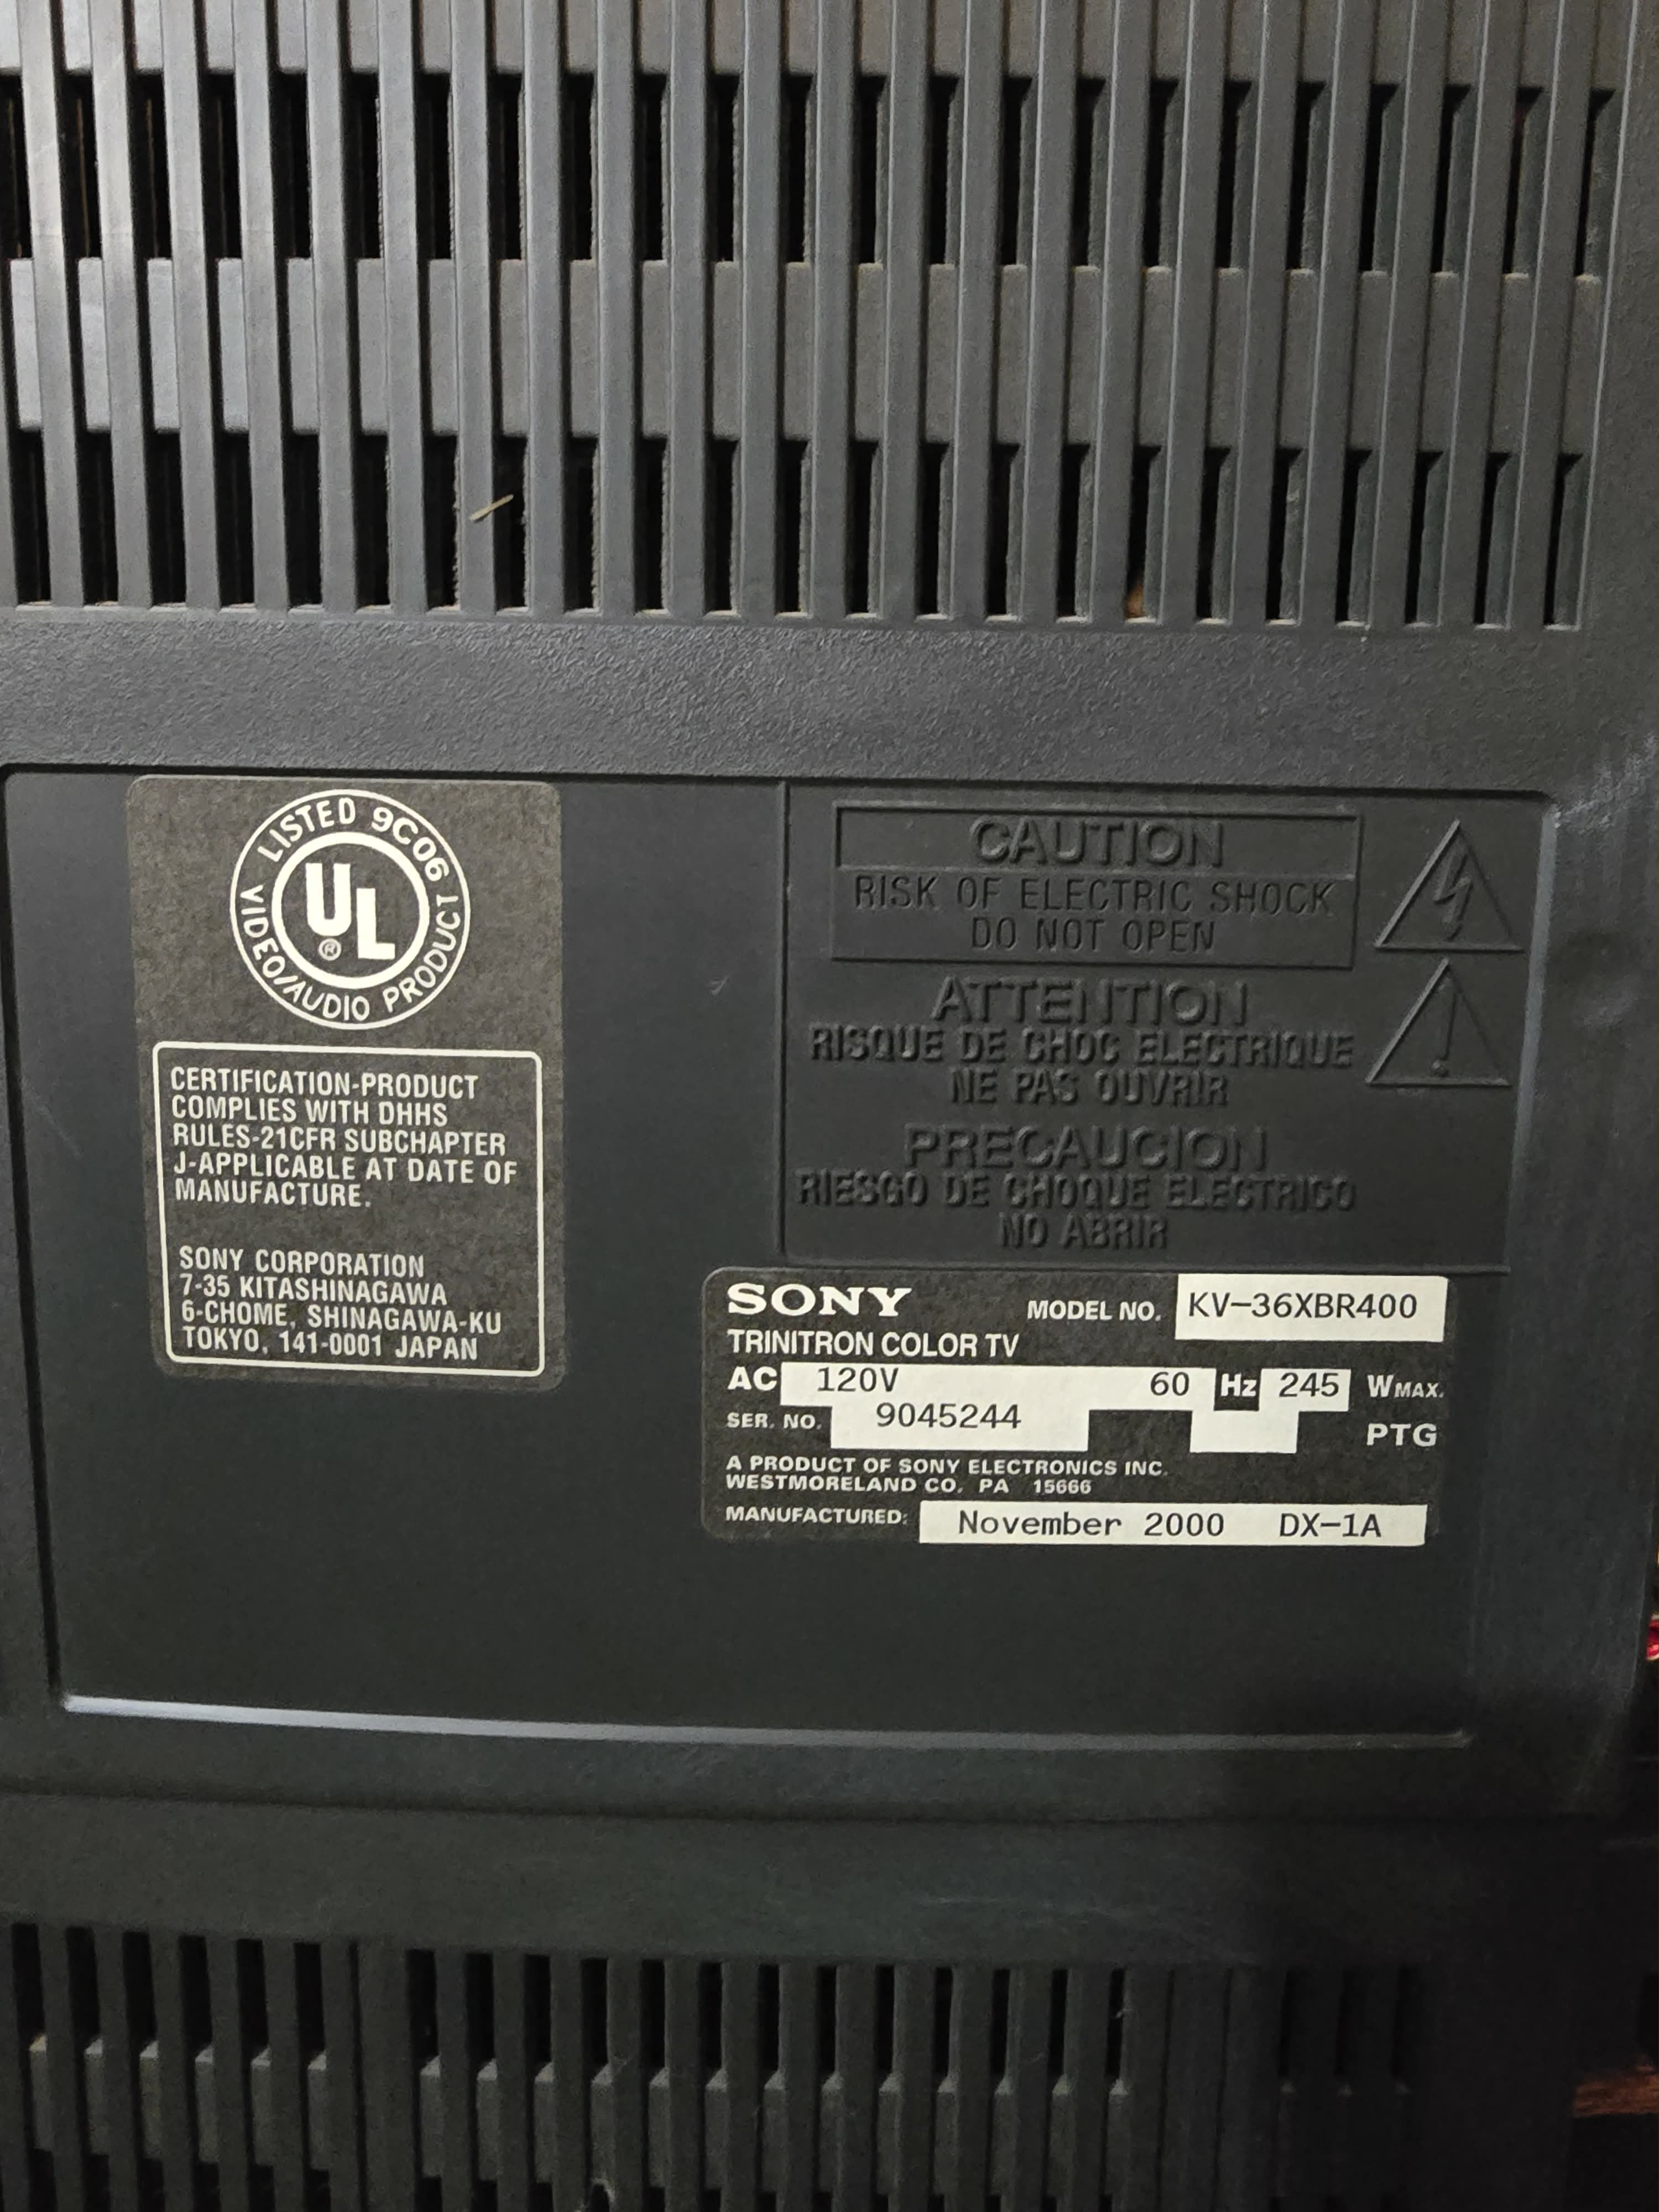 LISTED 9C06
UL
®
VIDEO/AUDIO PRODUCT
CERTIFICATION-PRODUCT
COMPLIES WITH DHHS
RULES-21CFR SUBCHAPTER
J-APPLICABLE AT DATE OF
MANUFACTURE.
SONY CORPORATION
7-35 KITASHINAGAWA
6-CHOME, SHINAGAWA-KU
TOKYO, 141-0001 JAPAN
CAUTION
RISK OF ELECTRIC SHOCK
DO NOT OPEN
ATTENTION
RISQUE DE CHOC ELECTRIQUE
NE PAS OUVRIR
PRECAUCION
RIESGO DE CHOQUE ELECTRICO
NO ABRIR
SONY MODEL NO. KV-36XBR400
TRINITRON COLOR TV
AC 120V 60 Hz 245 WMAX.
SER. NO. 9045244 PTG
A PRODUCT OF SONY ELECTRONICS INC.
WESTMORELAND CO. PA 15666
MANUFACTURED: November 2000 DX-1A